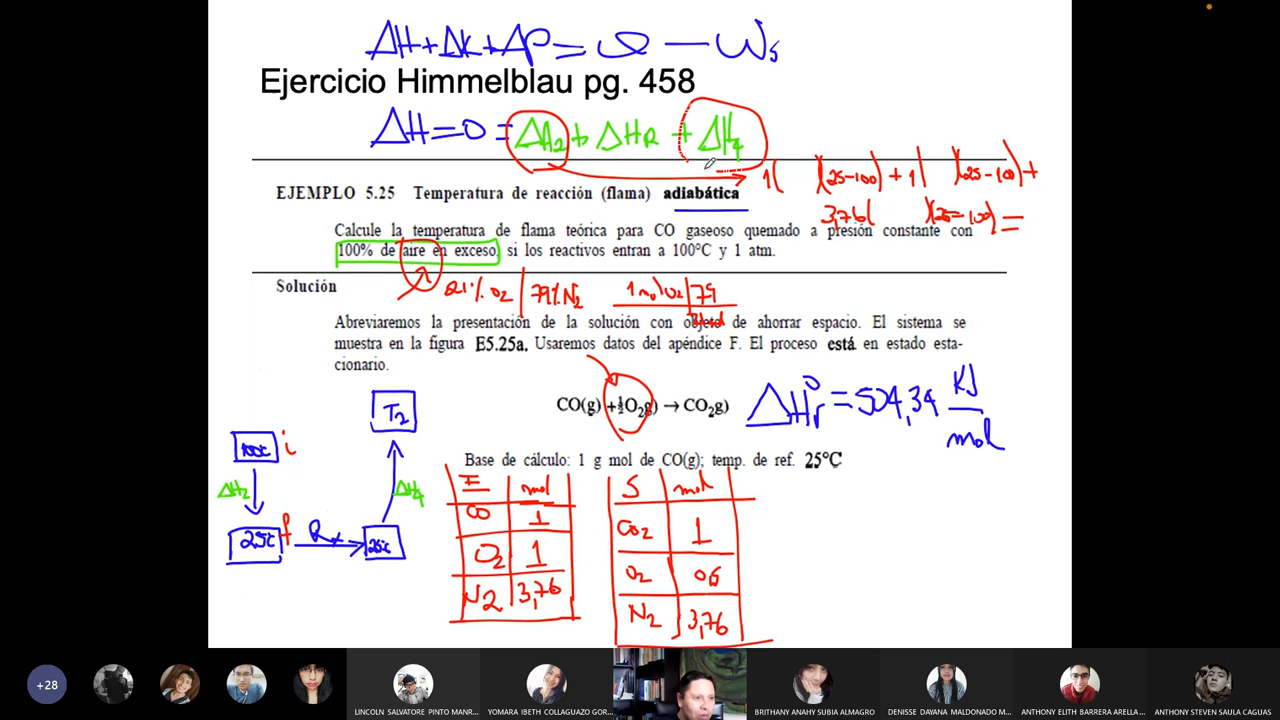 ΔH+ΔK+ΔP = Q − Ws
Ejercicio Himmelblau pg. 458
ΔH=0 = ΔH2 + ΔHR + ΔH4
1( )(25-100) + 1( )(25-100) +
3,76( )(25-100) =
EJEMPLO 5.25 Temperatura de reacción (flama) adiabática
Calcule la temperatura de flama teórica para CO gaseoso quemado a presión constante con
100% de aire en exceso, si los reactivos entran a 100°C y 1 atm.
Solución
21% O2 | 79% N2
1 mol O2 | 79
Abreviaremos la presentación de la solución con objeto de ahorrar espacio. El sistema se
muestra en la figura E5.25a. Usaremos datos del apéndice F. El proceso está en estado esta-
cionario.
CO(g) + ½O2g) → CO2g)
ΔH°r = 504,34 KJ/mol
Base de cálculo: 1 g mol de CO(g); temp. de ref. 25°C
T2
100°C i
ΔH2
ΔH4
25°C f
Rx
25°C
E mol
CO 1
O2 1
N2 3,76
S mol
CO2 1
O2 0,5
N2 3,76
+28
LINCOLN SALVATORE PINTO MANR...
YOMARA IBETH COLLAGUAZO GOR...
BRITHANY ANAHY SUBIA ALMAGRO
DENISSE DAYANA MALDONADO M...
ANTHONY ELITH BARRERA ARELLA...
ANTHONY STEVEN SAULA CAGUAS